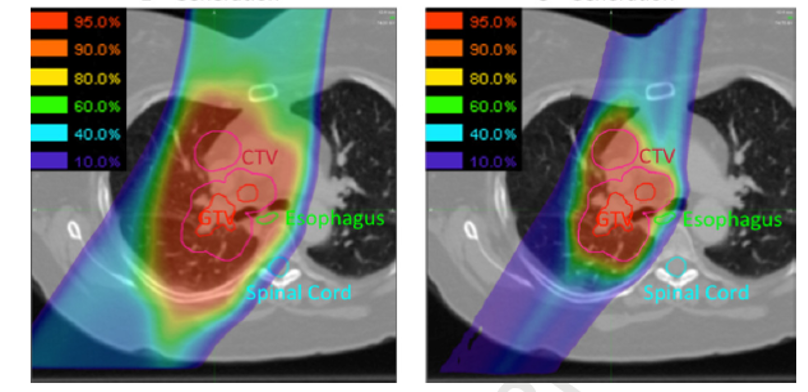 95.0%
90.0%
80.0%
60.0%
40.0%
10.0%
CTV
GTV
Esophagus
Spinal Cord
95.0%
90.0%
80.0%
60.0%
40.0%
10.0%
CTV
GTV
Esophagus
Spinal Cord